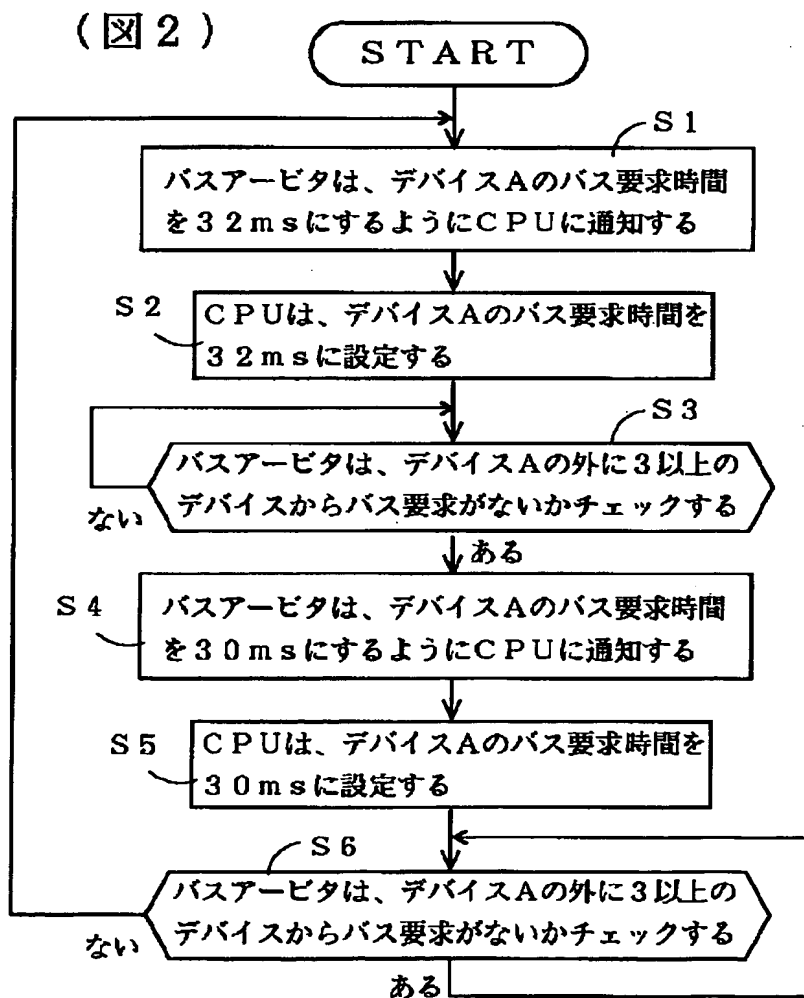 (図2)
START
S1
バスアービタは、デバイスAのバス要求時間
を32msにするようにCPUに通知する
S2
CPUは、デバイスAのバス要求時間を
32msに設定する
S3
バスアービタは、デバイスAの外に3以上の
デバイスからバス要求がないかチェックする
ない
ある
S4
バスアービタは、デバイスAのバス要求時間
を30msにするようにCPUに通知する
S5
CPUは、デバイスAのバス要求時間を
30msに設定する
S6
バスアービタは、デバイスAの外に3以上の
デバイスからバス要求がないかチェックする
ない
ある